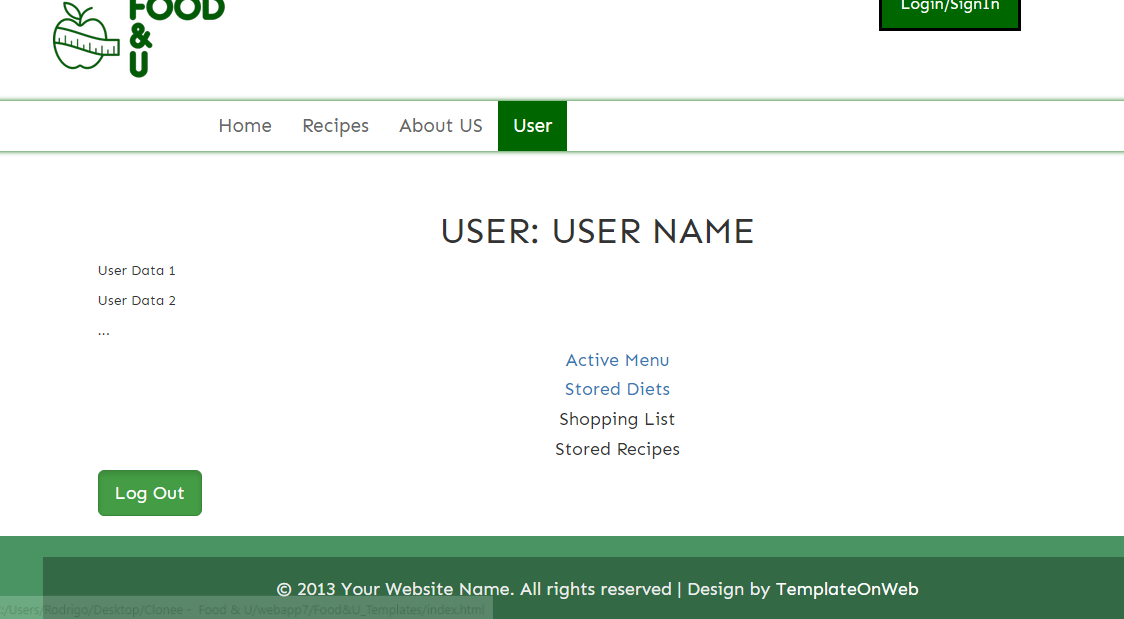 FOOD
&
U
Login/SignIn
Home Recipes About US User
USER: USER NAME
User Data 1
User Data 2
...
Active Menu
Stored Diets
Shopping List
Stored Recipes
Log Out
© 2013 Your Website Name. All rights reserved | Design by TemplateOnWeb
:/Users/Rodrigo/Desktop/Clonee - Food & U/webapp7/Food&U_Templates/index.html